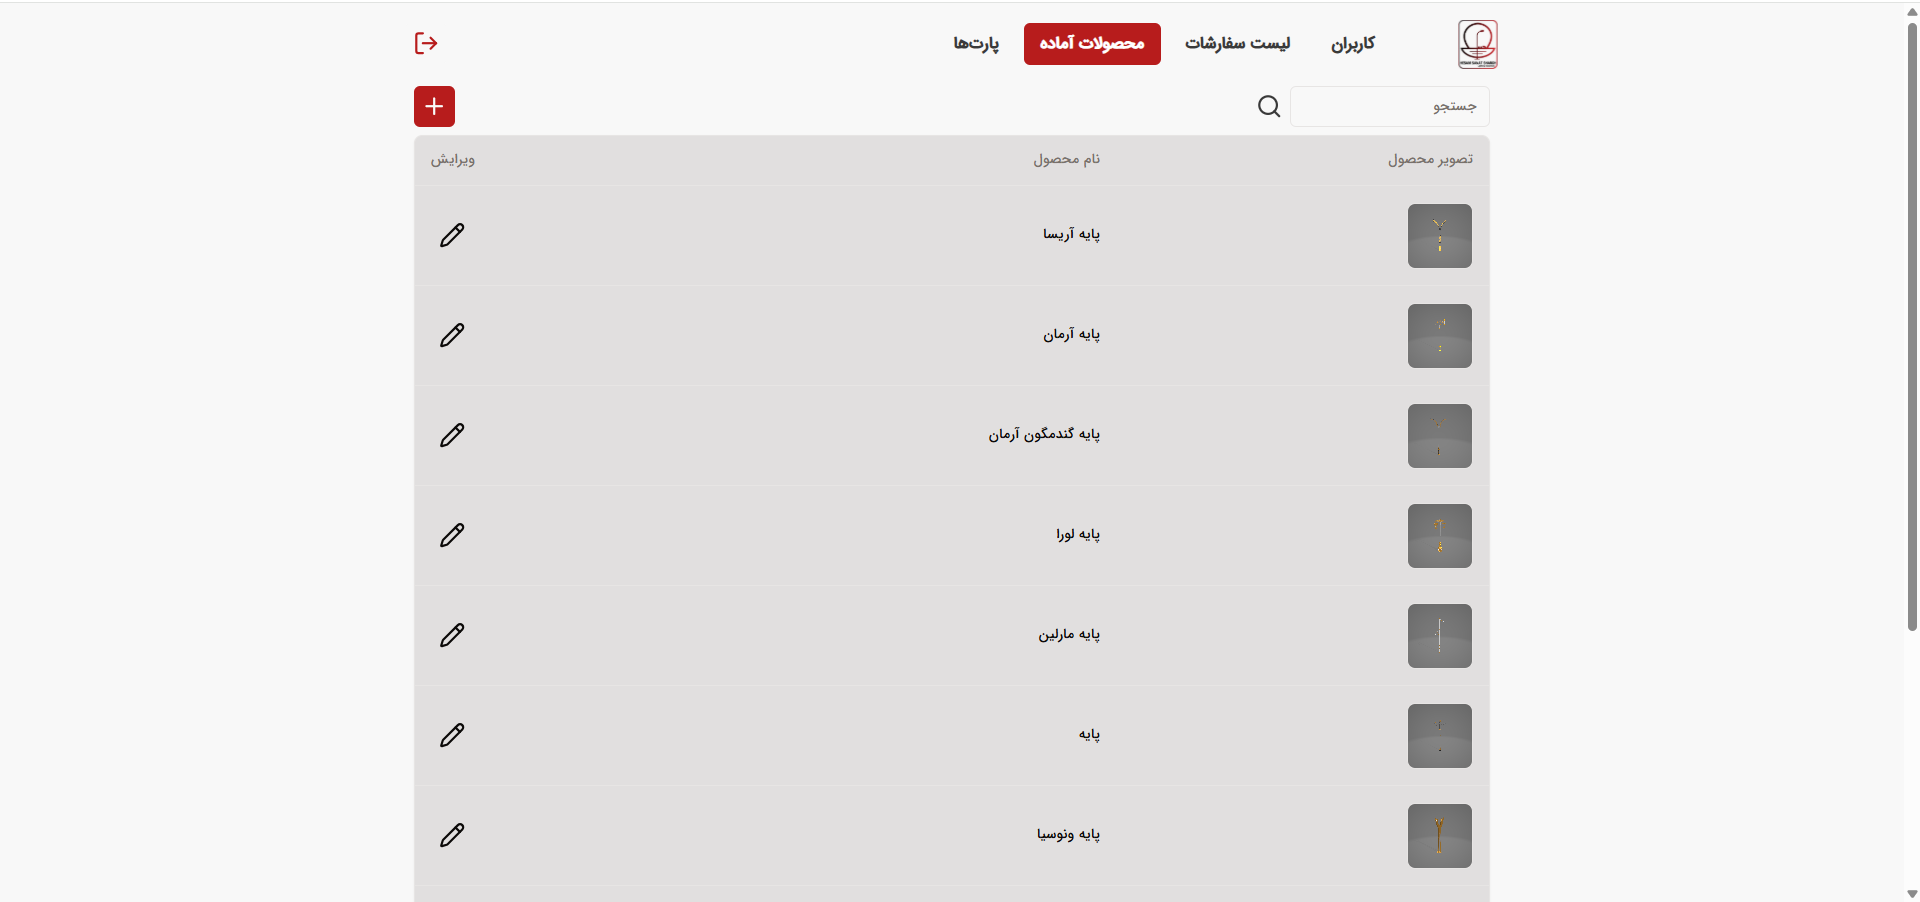 کاربران
لیست سفارشات
محصولات آماده
پارت‌ها
جستجو
تصویر محصول
نام محصول
ویرایش
پایه آریسا
پایه آرمان
پایه گندمگون آرمان
پایه لورا
پایه مارلین
پایه
پایه ونوسیا